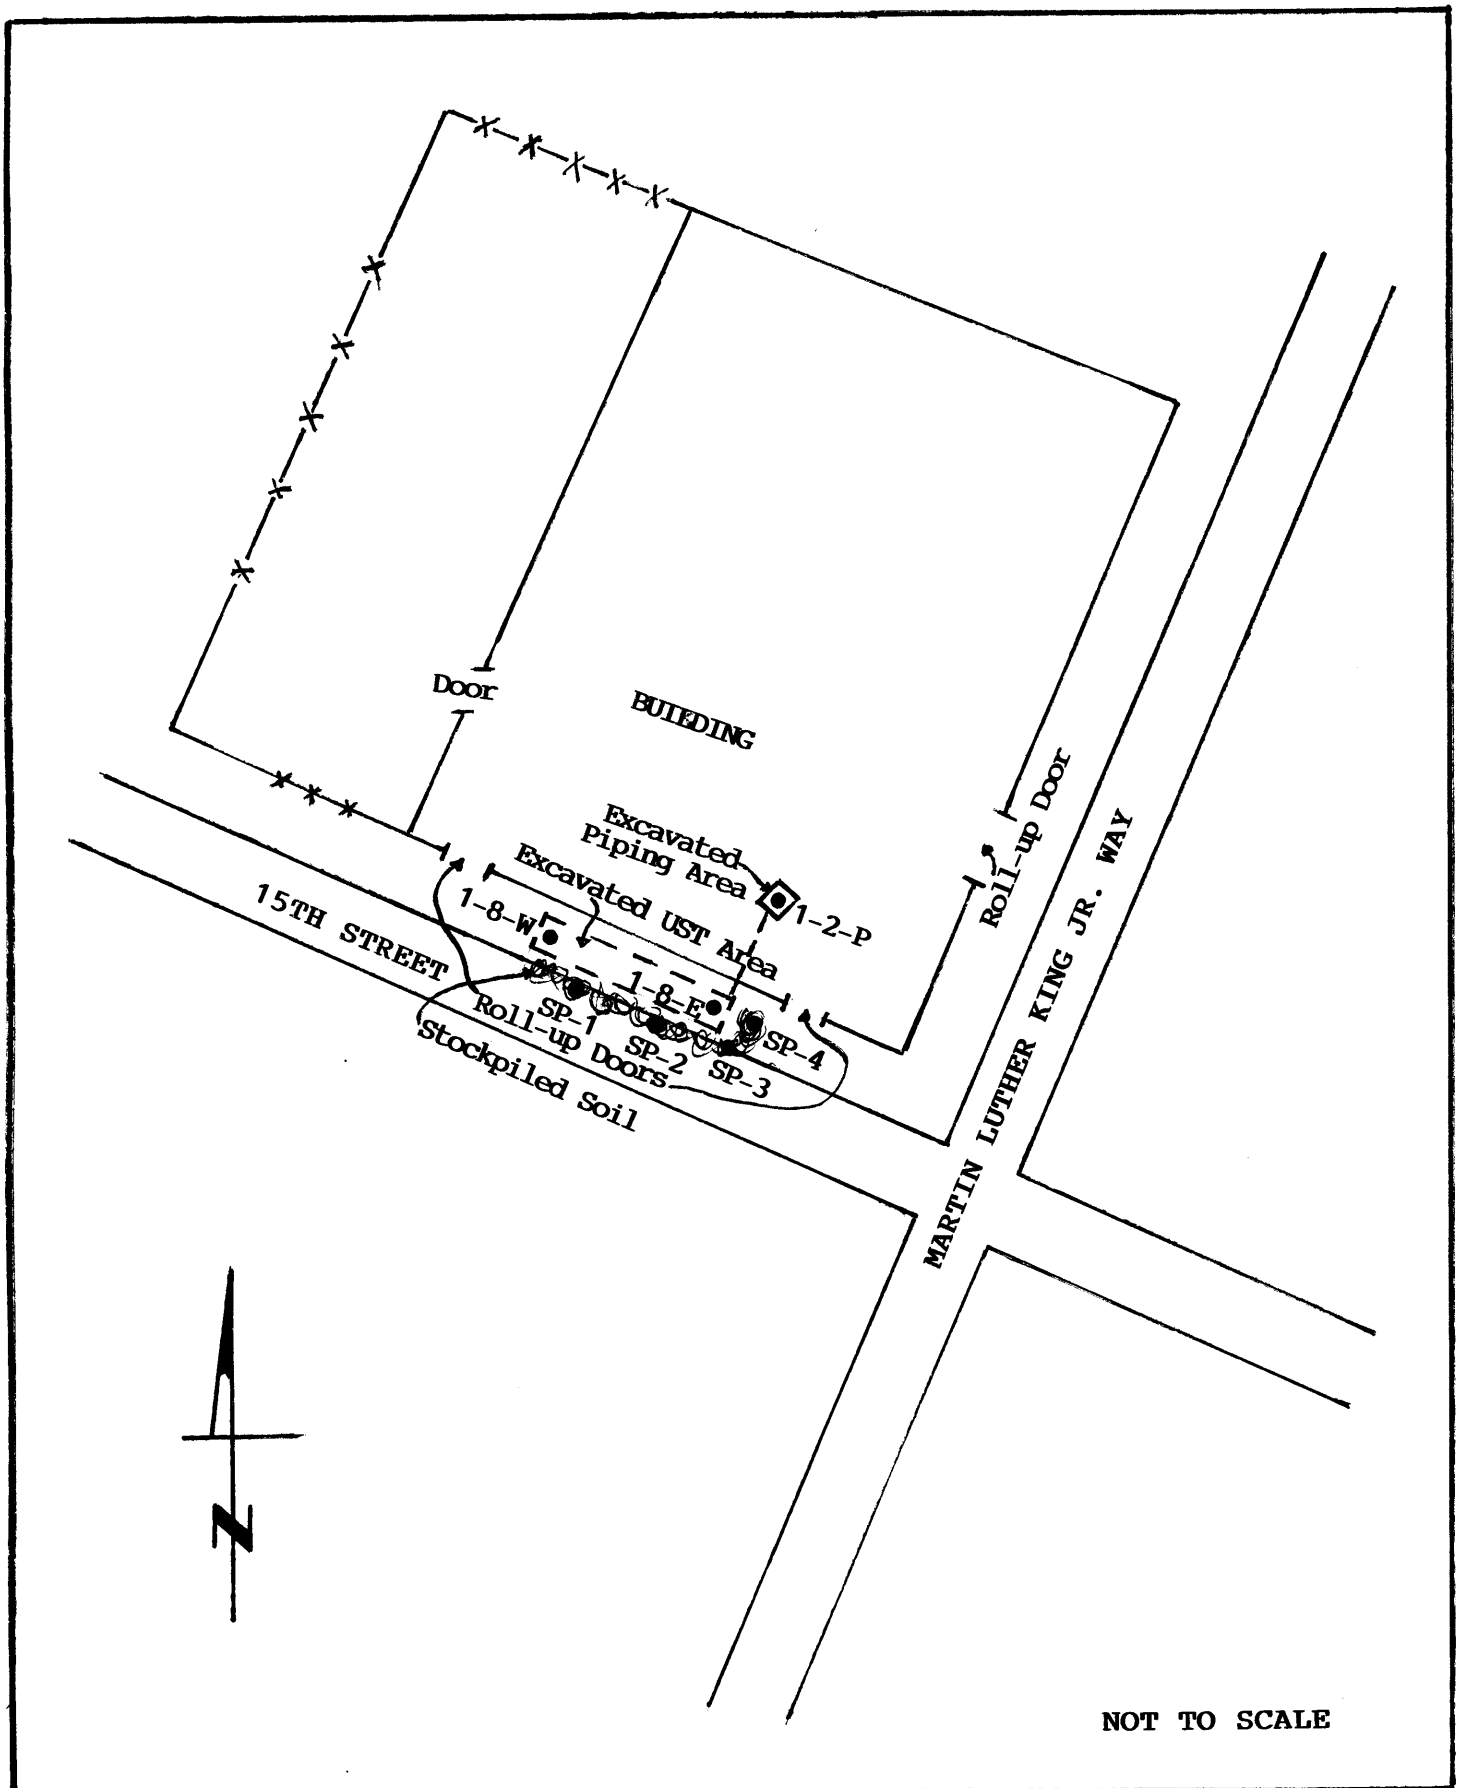 Door
BUILDING
Roll-up Door
Excavated
Piping Area
Excavated UST Area
1-8-W
1-2-P
15TH STREET
1-8-E
SP-1
SP-2
SP-3
SP-4
Roll-up Doors
Stockpiled Soil
MARTIN LUTHER KING JR. WAY
N
NOT TO SCALE